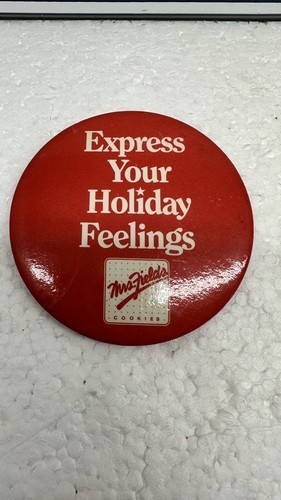 Express
Your
Holiday
Feelings
Mrs. Fields
COOKIES